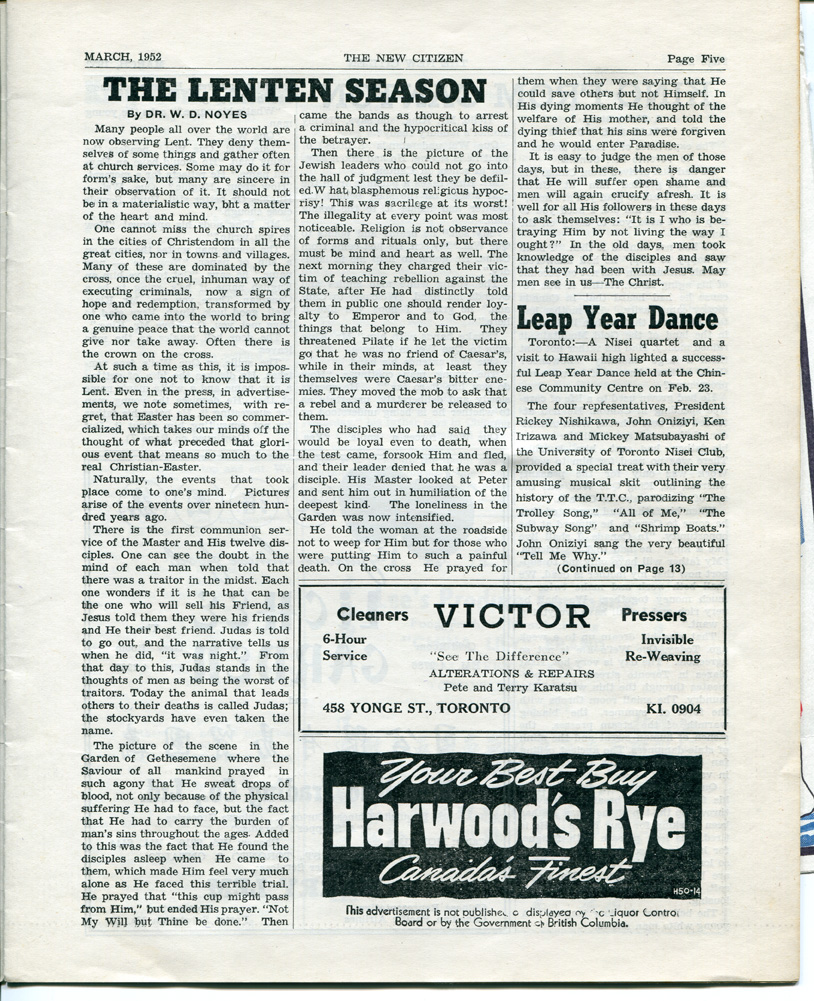 MARCH, 1952
THE NEW CITIZEN
Page Five
THE LENTEN SEASON
By DR. W. D. NOYES
Many people all over the world are
now observing Lent. They deny them-
selves of some things and gather often
at church services. Some may do it for
form's sake, but many are sincere in
their observation of it. It should not
be in a materialistic way, bht a matter
of the heart and mind.
One cannot miss the church spires
in the cities of Christendom in all the
great cities, nor in towns and villages.
Many of these are dominated by the
cross, once the cruel, inhuman way of
executing criminals, now a sign of
hope and redemption, transformed by
one who came into the world to bring
a genuine peace that the world cannot
give nor take away. Often there is
the crown on the cross.
At such a time as this, it is impos-
sible for one not to know that it is
Lent. Even in the press, in advertise-
ments, we note sometimes, with re-
gret, that Easter has been so commer-
cialized, which takes our minds off the
thought of what preceded that glori-
ous event that means so much to the
real Christian-Easter.
Naturally, the events that took
place come to one's mind. Pictures
arise of the events over nineteen hun-
dred years ago.
There is the first communion ser-
vice of the Master and His twelve dis-
ciples. One can see the doubt in the
mind of each man when told that
there was a traitor in the midst. Each
one wonders if it is he that can be
the one who will sell his Friend, as
Jesus told them they were his friends
and He their best friend. Judas is told
to go out, and the narrative tells us
when he did, "it was night." From
that day to this, Judas stands in the
thoughts of men as being the worst of
traitors. Today the animal that leads
others to their deaths is called Judas;
the stockyards have even taken the
name.
The picture of the scene in the
Garden of Gethesemene where the
Saviour of all mankind prayed in
such agony that He sweat drops of
blood, not only because of the physical
suffering He had to face, but the fact
that He had to carry the burden of
man's sins throughout the ages. Added
to this was the fact that He found the
disciples asleep when He came to
them, which made Him feel very much
alone as He faced this terrible trial.
He prayed that "this cup might pass
from Him," but ended His prayer. "Not
My Will but Thine be done." Then
came the bands as though to arrest
a criminal and the hypocritical kiss of
the betrayer.
Then there is the picture of the
Jewish leaders who could not go into
the hall of judgment lest they be defil-
ed.W hat blasphemous religious hypoc-
risy! This was sacrilege at its worst!
The illegality at every point was most
noticeable. Religion is not observance
of forms and rituals only, but there
must be mind and heart as well. The
next morning they charged their vic-
tim of teaching rebellion against the
State, after He had distinctly told
them in public one should render loy-
alty to Emperor and to God, the
things that belong to Him. They
threatened Pilate if he let the victim
go that he was no friend of Caesar's,
while in their minds, at least they
themselves were Caesar's bitter ene-
mies. They moved the mob to ask that
a rebel and a murderer be released to
them.
The disciples who had said they
would be loyal even to death, when
the test came, forsook Him and fled,
and their leader denied that he was a
disciple. His Master looked at Peter
and sent him out in humiliation of the
deepest kind. The loneliness in the
Garden was now intensified.
He told the woman at the roadside
not to weep for Him but for those who
were putting Him to such a painful
death. On the cross He prayed for
them when they were saying that He
could save others but not Himself. In
His dying moments He thought of the
welfare of His mother, and told the
dying thief that his sins were forgiven
and he would enter Paradise.
It is easy to judge the men of those
days, but in these, there is danger
that He will suffer open shame and
men will again crucify afresh. It is
well for all His followers in these days
to ask themselves: "It is I who is be-
traying Him by not living the way I
ought?" In the old days, men took
knowledge of the disciples and saw
that they had been with Jesus. May
men see in us—The Christ.
Leap Year Dance
Toronto:—A Nisei quartet and a
visit to Hawaii high lighted a success-
ful Leap Year Dance held at the Chin-
ese Community Centre on Feb. 23.
The four repre­sentatives, President
Rickey Nishikawa, John Oniziyi, Ken
Irizawa and Mickey Matsubayashi of
the University of Toronto Nisei Club,
provided a special treat with their very
amusing musical skit outlining the
history of the T.T.C., parodizing "The
Trolley Song," "All of Me," "The
Subway Song" and "Shrimp Boats."
John Oniziyi sang the very beautiful
"Tell Me Why."
(Continued on Page 13)
Cleaners VICTOR Pressers
6-Hour Invisible
Service "See The Difference" Re-Weaving
ALTERATIONS & REPAIRS
Pete and Terry Karatsu
458 YONGE ST., TORONTO KI. 0904
Your Best Buy
Harwood's Rye
Canada's Finest
H50-14
This advertisement is not published or displayed by the Liquor Control
Board or by the Government of British Columbia.